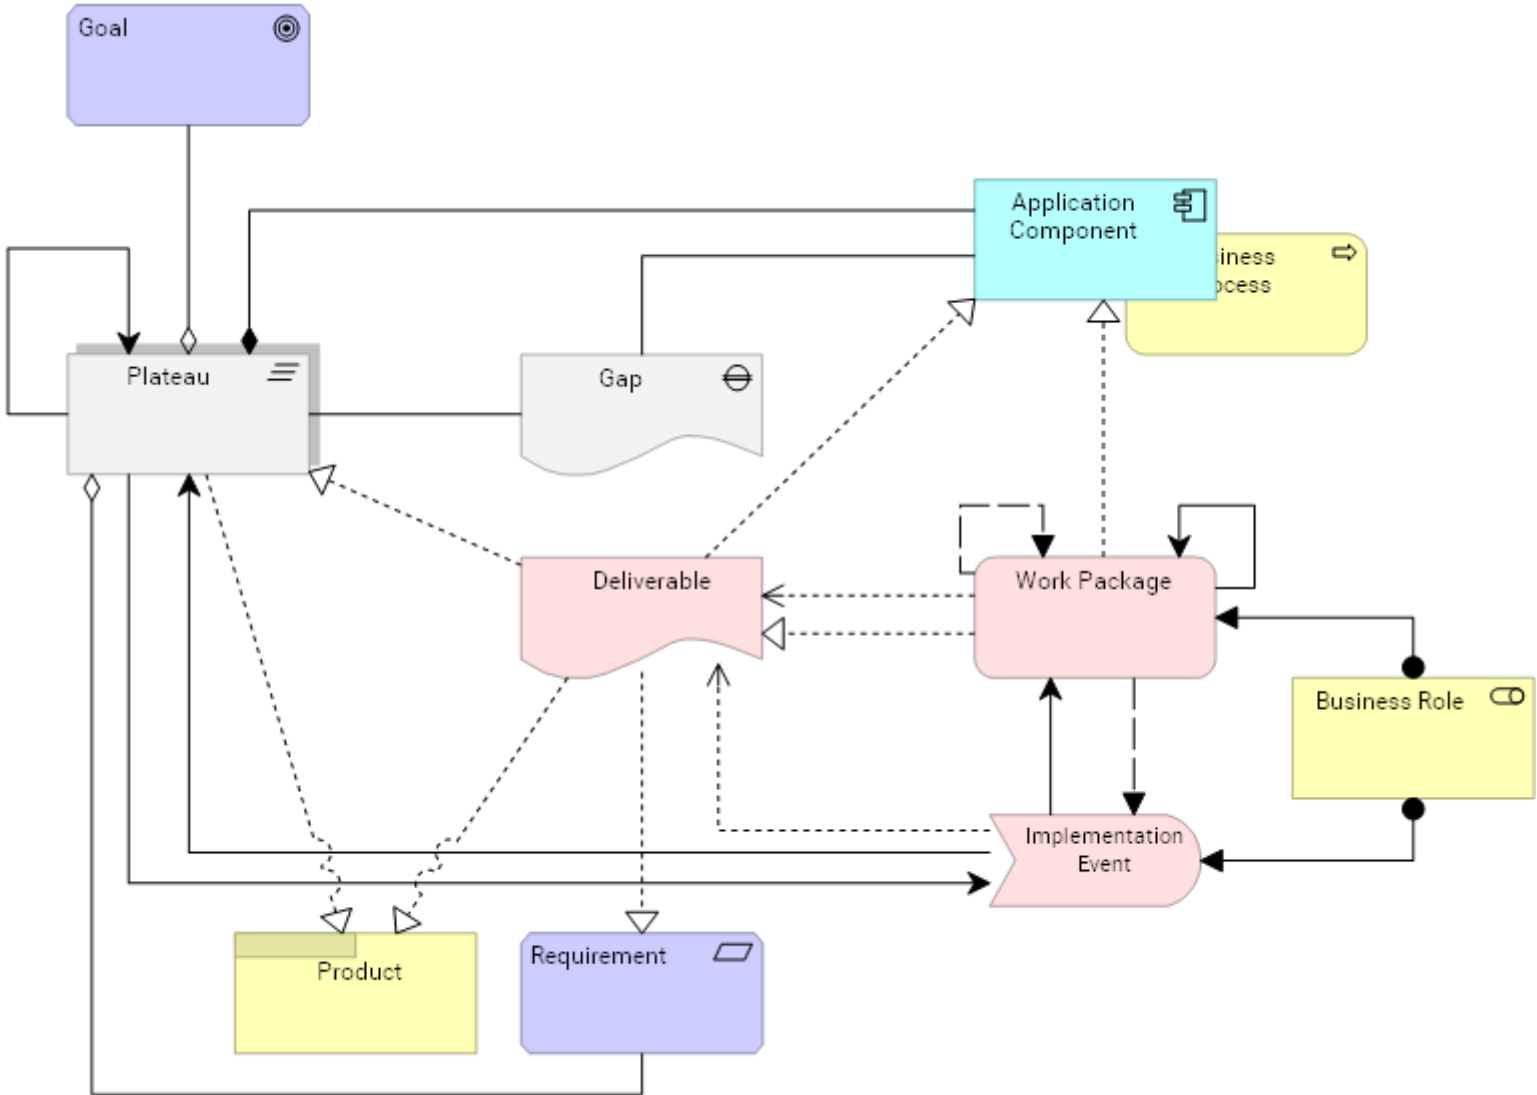 Goal
Application
Component
iness
ocess
Plateau
Gap
Deliverable
Work Package
Business Role
Implementation
Event
Product
Requirement